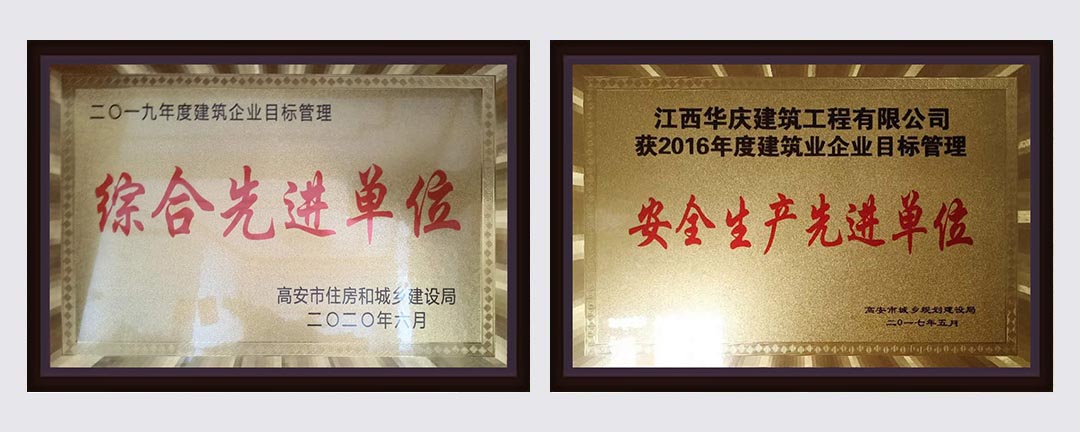 二〇一九年度建筑企业目标管理
综合先进单位
高安市住房和城乡建设局
二〇二〇年六月
江西华庆建筑工程有限公司
获2016年度建筑业企业目标管理
安全生产先进单位
高安市城乡规划建设局
二〇一七年五月